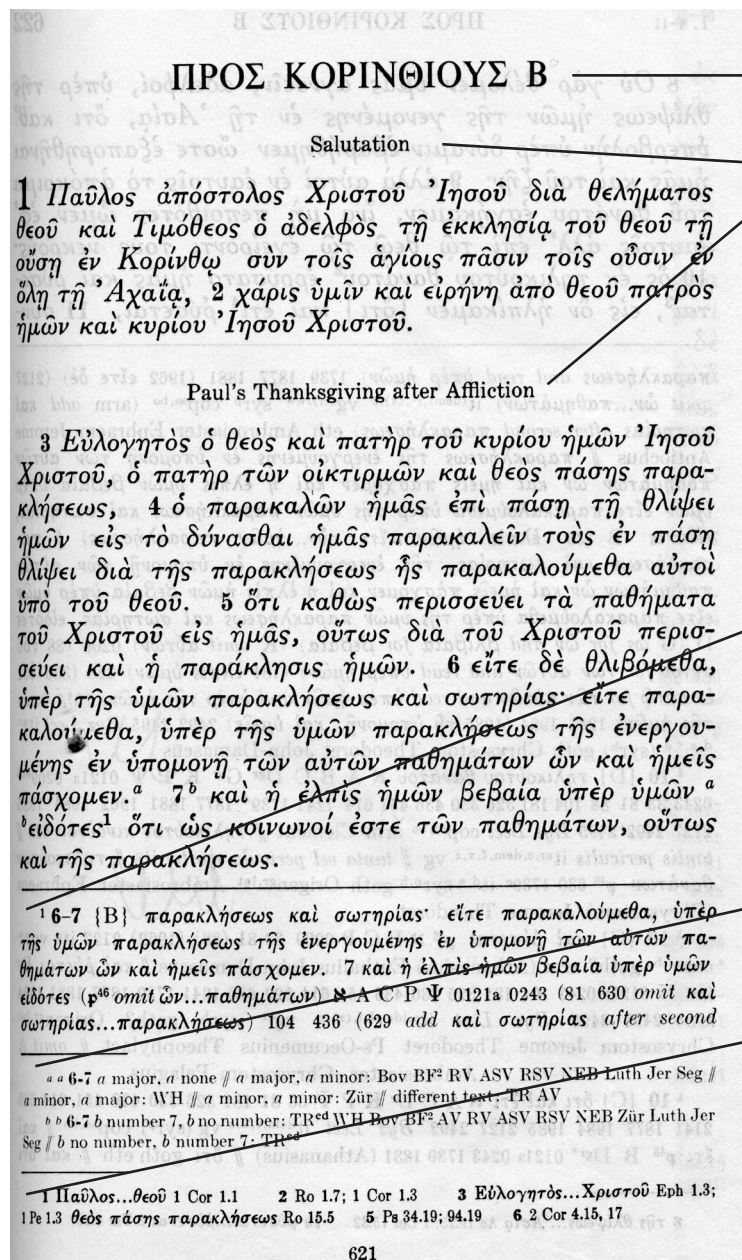 ΠΡΟΣ ΚΟΡΙΝΘΙΟΥΣ Β
Salutation
1 Παῦλος ἀπόστολος Χριστοῦ Ἰησοῦ διὰ θελήματος
θεοῦ καὶ Τιμόθεος ὁ ἀδελφὸς τῇ ἐκκλησίᾳ τοῦ θεοῦ τῇ
οὔσῃ ἐν Κορίνθῳ σὺν τοῖς ἁγίοις πᾶσιν τοῖς οὖσιν ἐν
ὅλῃ τῇ Ἀχαΐᾳ, 2 χάρις ὑμῖν καὶ εἰρήνη ἀπὸ θεοῦ πατρὸς
ἡμῶν καὶ κυρίου Ἰησοῦ Χριστοῦ.
Paul's Thanksgiving after Affliction
3 Εὐλογητὸς ὁ θεὸς καὶ πατὴρ τοῦ κυρίου ἡμῶν Ἰησοῦ
Χριστοῦ, ὁ πατὴρ τῶν οἰκτιρμῶν καὶ θεὸς πάσης παρα-
κλήσεως, 4 ὁ παρακαλῶν ἡμᾶς ἐπὶ πάσῃ τῇ θλίψει
ἡμῶν εἰς τὸ δύνασθαι ἡμᾶς παρακαλεῖν τοὺς ἐν πάσῃ
θλίψει διὰ τῆς παρακλήσεως ἧς παρακαλούμεθα αὐτοὶ
ὑπὸ τοῦ θεοῦ. 5 ὅτι καθὼς περισσεύει τὰ παθήματα
τοῦ Χριστοῦ εἰς ἡμᾶς, οὕτως διὰ τοῦ Χριστοῦ περισ-
σεύει καὶ ἡ παράκλησις ἡμῶν. 6 εἴτε δὲ θλιβόμεθα,
ὑπὲρ τῆς ὑμῶν παρακλήσεως καὶ σωτηρίας· εἴτε παρα-
καλούμεθα, ὑπὲρ τῆς ὑμῶν παρακλήσεως τῆς ἐνεργου-
μένης ἐν ὑπομονῇ τῶν αὐτῶν παθημάτων ὧν καὶ ἡμεῖς
πάσχομεν.ᵃ 7ᵇ καὶ ἡ ἐλπὶς ἡμῶν βεβαία ὑπὲρ ὑμῶν ᵃ
ᵇεἰδότες¹ ὅτι ὡς κοινωνοί ἐστε τῶν παθημάτων, οὕτως
καὶ τῆς παρακλήσεως.
¹ 6–7 {B} παρακλήσεως καὶ σωτηρίας· εἴτε παρακαλούμεθα, ὑπὲρ
τῆς ὑμῶν παρακλήσεως τῆς ἐνεργουμένης ἐν ὑπομονῇ τῶν αὐτῶν πα-
θημάτων ὧν καὶ ἡμεῖς πάσχομεν. 7 καὶ ἡ ἐλπὶς ἡμῶν βεβαία ὑπὲρ ὑμῶν
εἰδότες (p⁴⁶ omit ὧν...παθημάτων) ℵ A C P Ψ 0121a 0243 (81 630 omit καὶ
σωτηρίας...παρακλήσεως) 104 436 (629 add καὶ σωτηρίας after second
ᵃ ᵃ 6-7 a major, a none // a major, a minor: Bov BF² RV ASV RSV NEB Luth Jer Seg //
a minor, a major: WH // a minor, a minor: Zür // different text: TR AV
ᵇ ᵇ 6-7 b number 7, b no number: TRᵉᵈ WH Bov BF² AV RV ASV RSV NEB Zür Luth Jer
Seg // b no number, b number 7: TRᵉᵈ
1 Παῦλος...θεοῦ 1 Cor 1.1 2 Ro 1.7; 1 Cor 1.3 3 Εὐλογητὸς...Χριστοῦ Eph 1.3;
1 Pe 1.3 θεὸς πάσης παρακλήσεως Ro 15.5 5 Ps 34.19; 94.19 6 2 Cor 4.15, 17
621